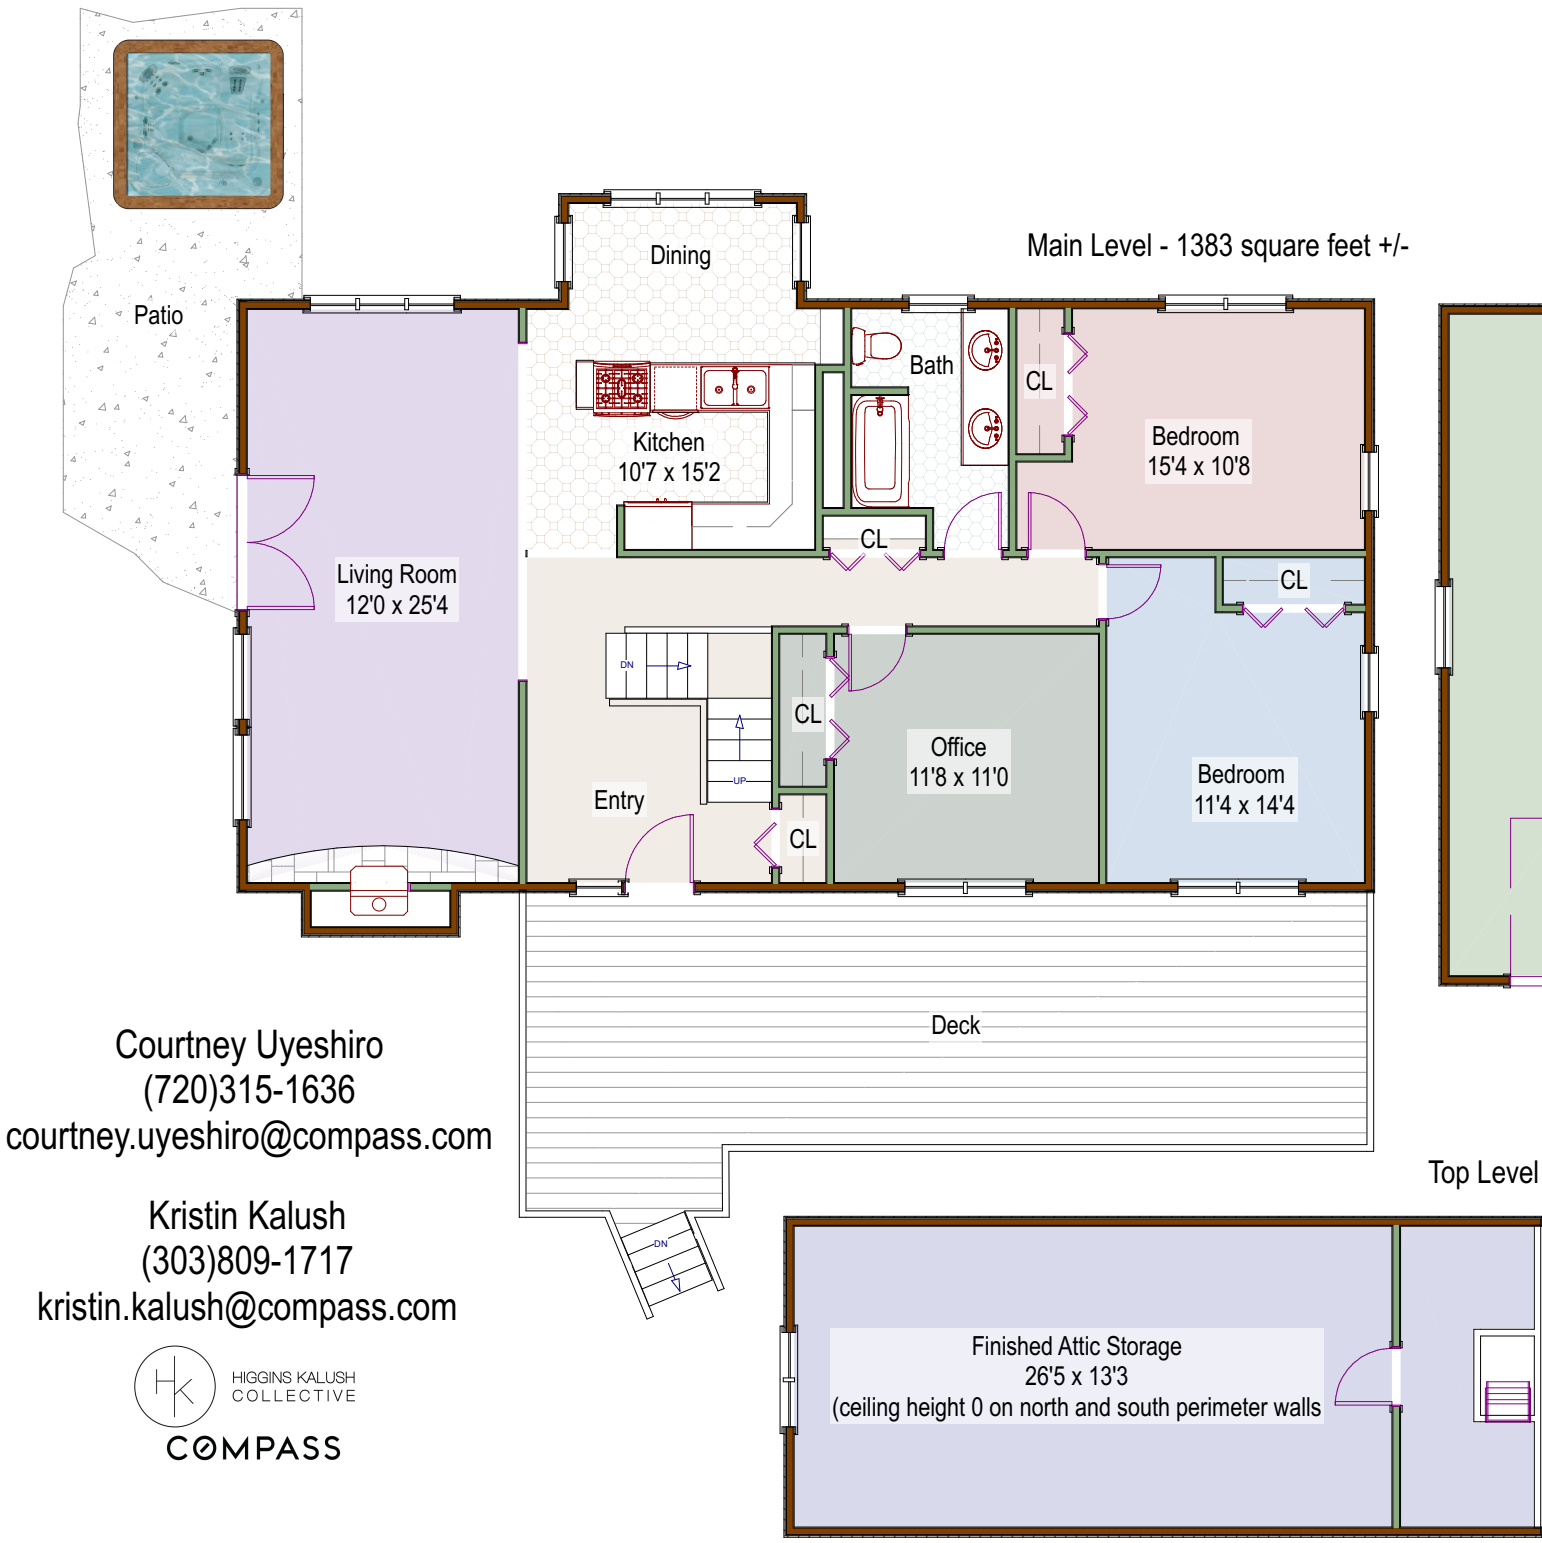 Dining
Main Level - 1383 square feet +/-
Patio
Bath
CL
Kitchen
10'7 x 15'2
Bedroom
15'4 x 10'8
CL
Living Room
12'0 x 25'4
CL
DN
CL
Office
11'8 x 11'0
Bedroom
11'4 x 14'4
UP
Entry
CL
Deck
Courtney Uyeshiro
(720)315-1636
courtney.uyeshiro@compass.com
Kristin Kalush
(303)809-1717
kristin.kalush@compass.com
HK
HIGGINS KALUSH
COLLECTIVE
COMPASS
DN
Top Level
Finished Attic Storage
26'5 x 13'3
(ceiling height 0 on north and south perimeter walls